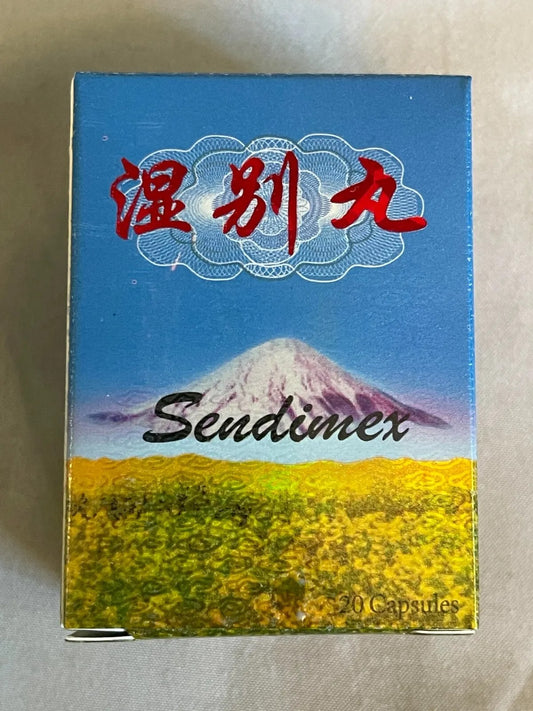 湿别丸
Sendimex
20 Capsules